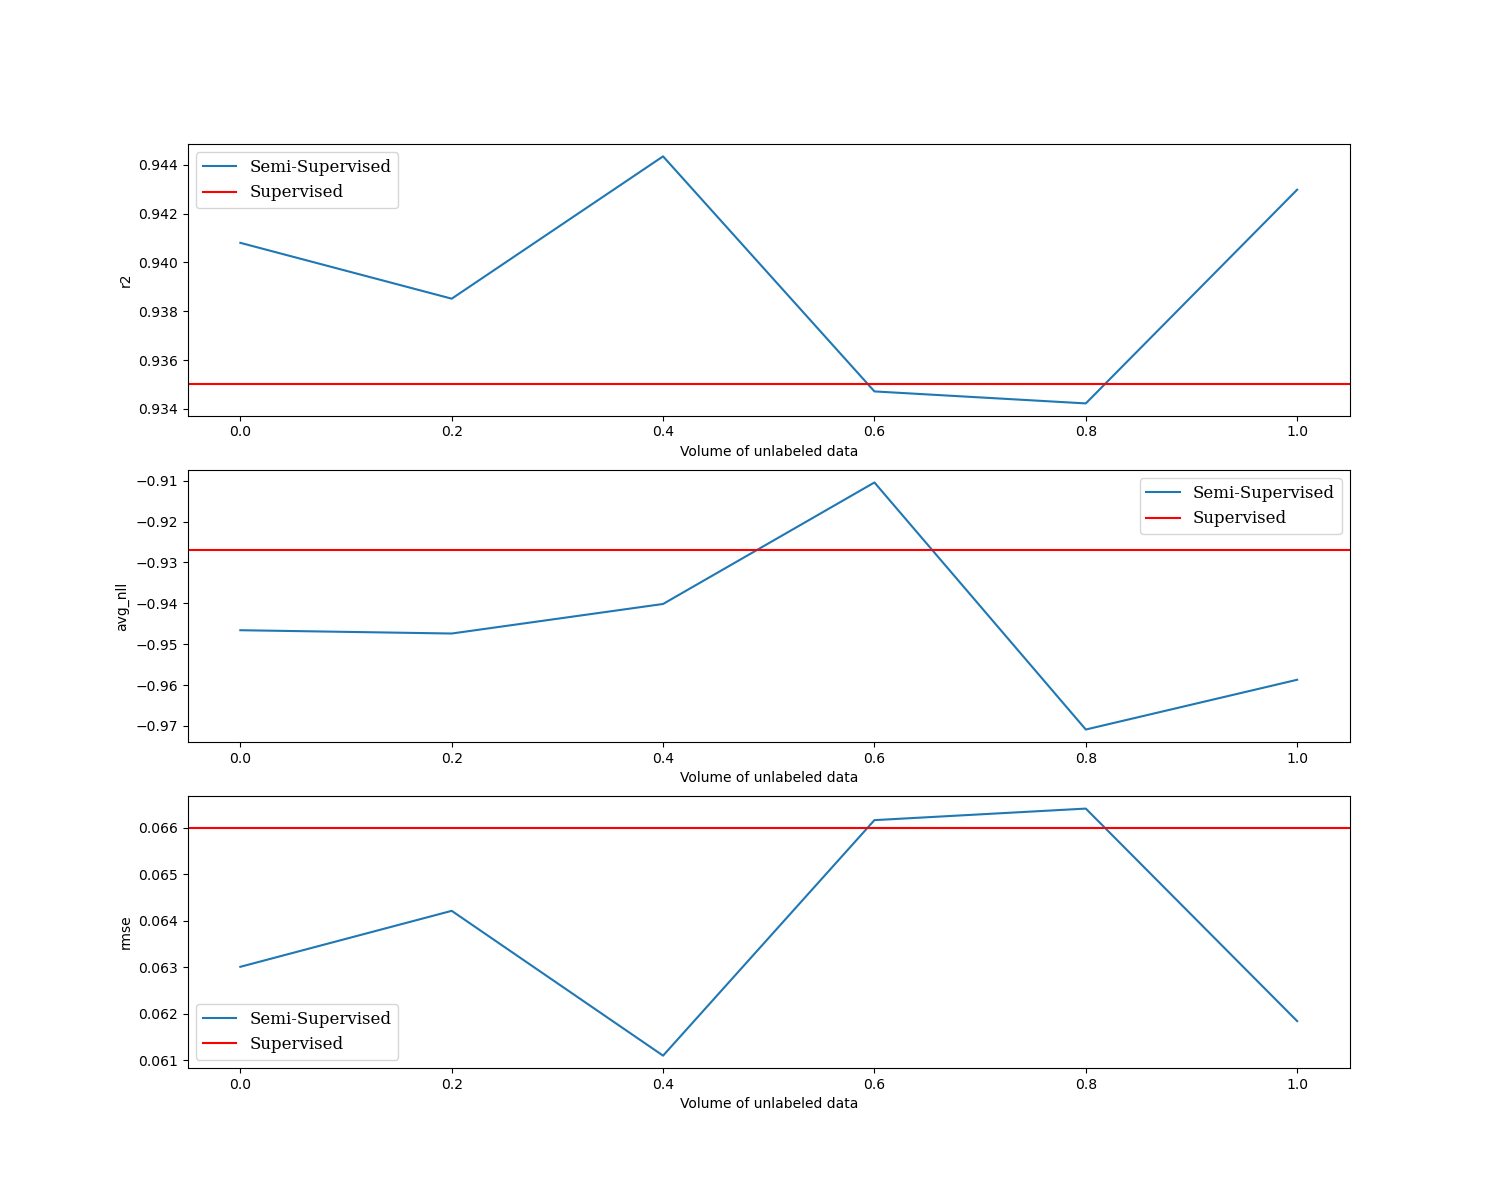 Semi-Supervised
Supervised
0.944
0.942
0.940
0.938
0.936
0.934
r2
0.0 0.2 0.4 0.6 0.8 1.0
Volume of unlabeled data
Semi-Supervised
Supervised
−0.91
−0.92
−0.93
−0.94
−0.95
−0.96
−0.97
avg_nll
0.0 0.2 0.4 0.6 0.8 1.0
Volume of unlabeled data
0.066
0.065
0.064
0.063
0.062
0.061
rmse
Semi-Supervised
Supervised
0.0 0.2 0.4 0.6 0.8 1.0
Volume of unlabeled data